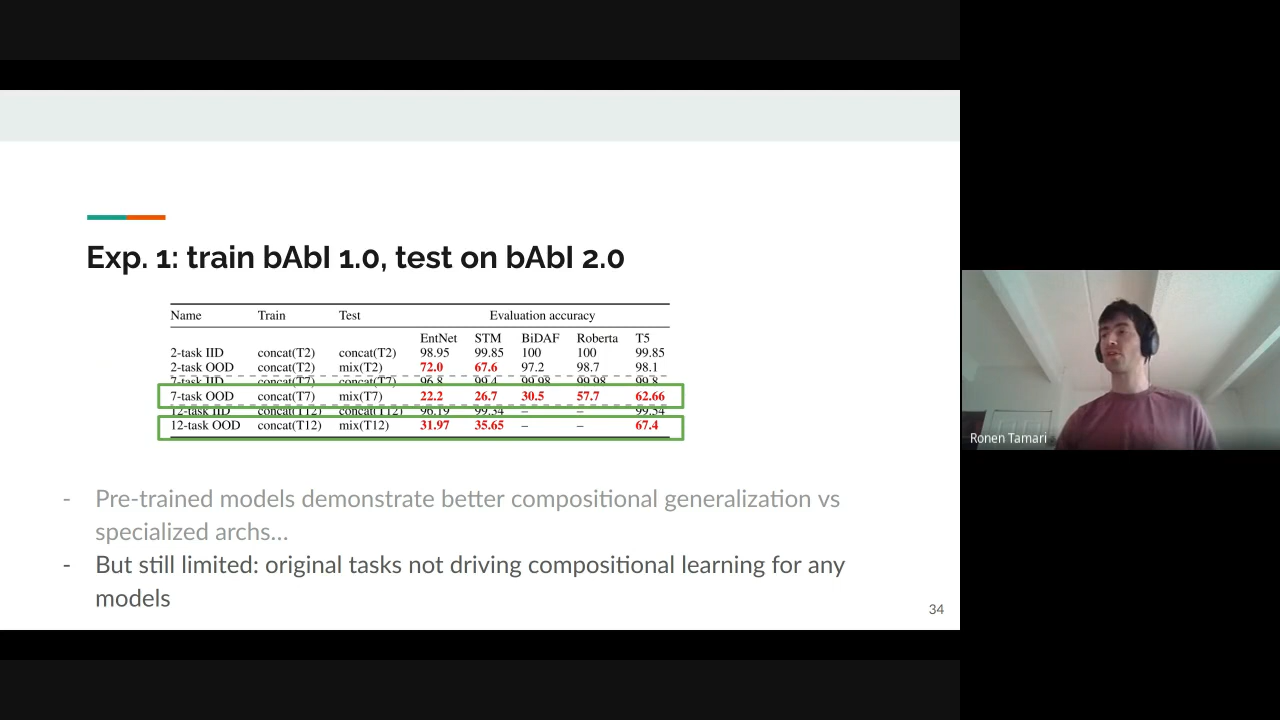 Exp. 1: train bAbI 1.0, test on bAbI 2.0
Name Train Test Evaluation accuracy
EntNet STM BiDAF Roberta T5
2-task IID concat(T2) concat(T2) 98.95 99.85 100 100 99.85
2-task OOD concat(T2) mix(T2) 72.0 67.6 97.2 98.7 98.1
7-task IID concat(T7) concat(T7) 96.8 99.4 99.98 99.98 99.8
7-task OOD concat(T7) mix(T7) 22.2 26.7 30.5 57.7 62.66
12-task IID concat(T12) concat(T12) 96.19 99.34 – – 99.54
12-task OOD concat(T12) mix(T12) 31.97 35.65 – – 67.4
- Pre-trained models demonstrate better compositional generalization vs
specialized archs...
- But still limited: original tasks not driving compositional learning for any
models
34
Ronen Tamari